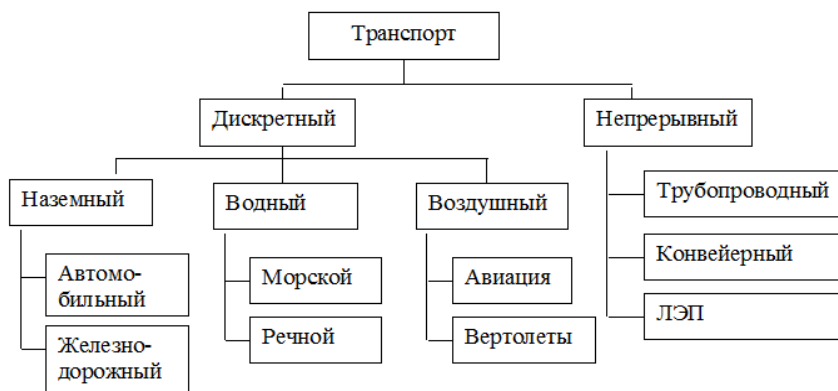 Транспорт
Дискретный
Непрерывный
Наземный
Водный
Воздушный
Трубопроводный
Конвейерный
ЛЭП
Автомо-
бильный
Морской
Авиация
Железно-
дорожный
Речной
Вертолеты